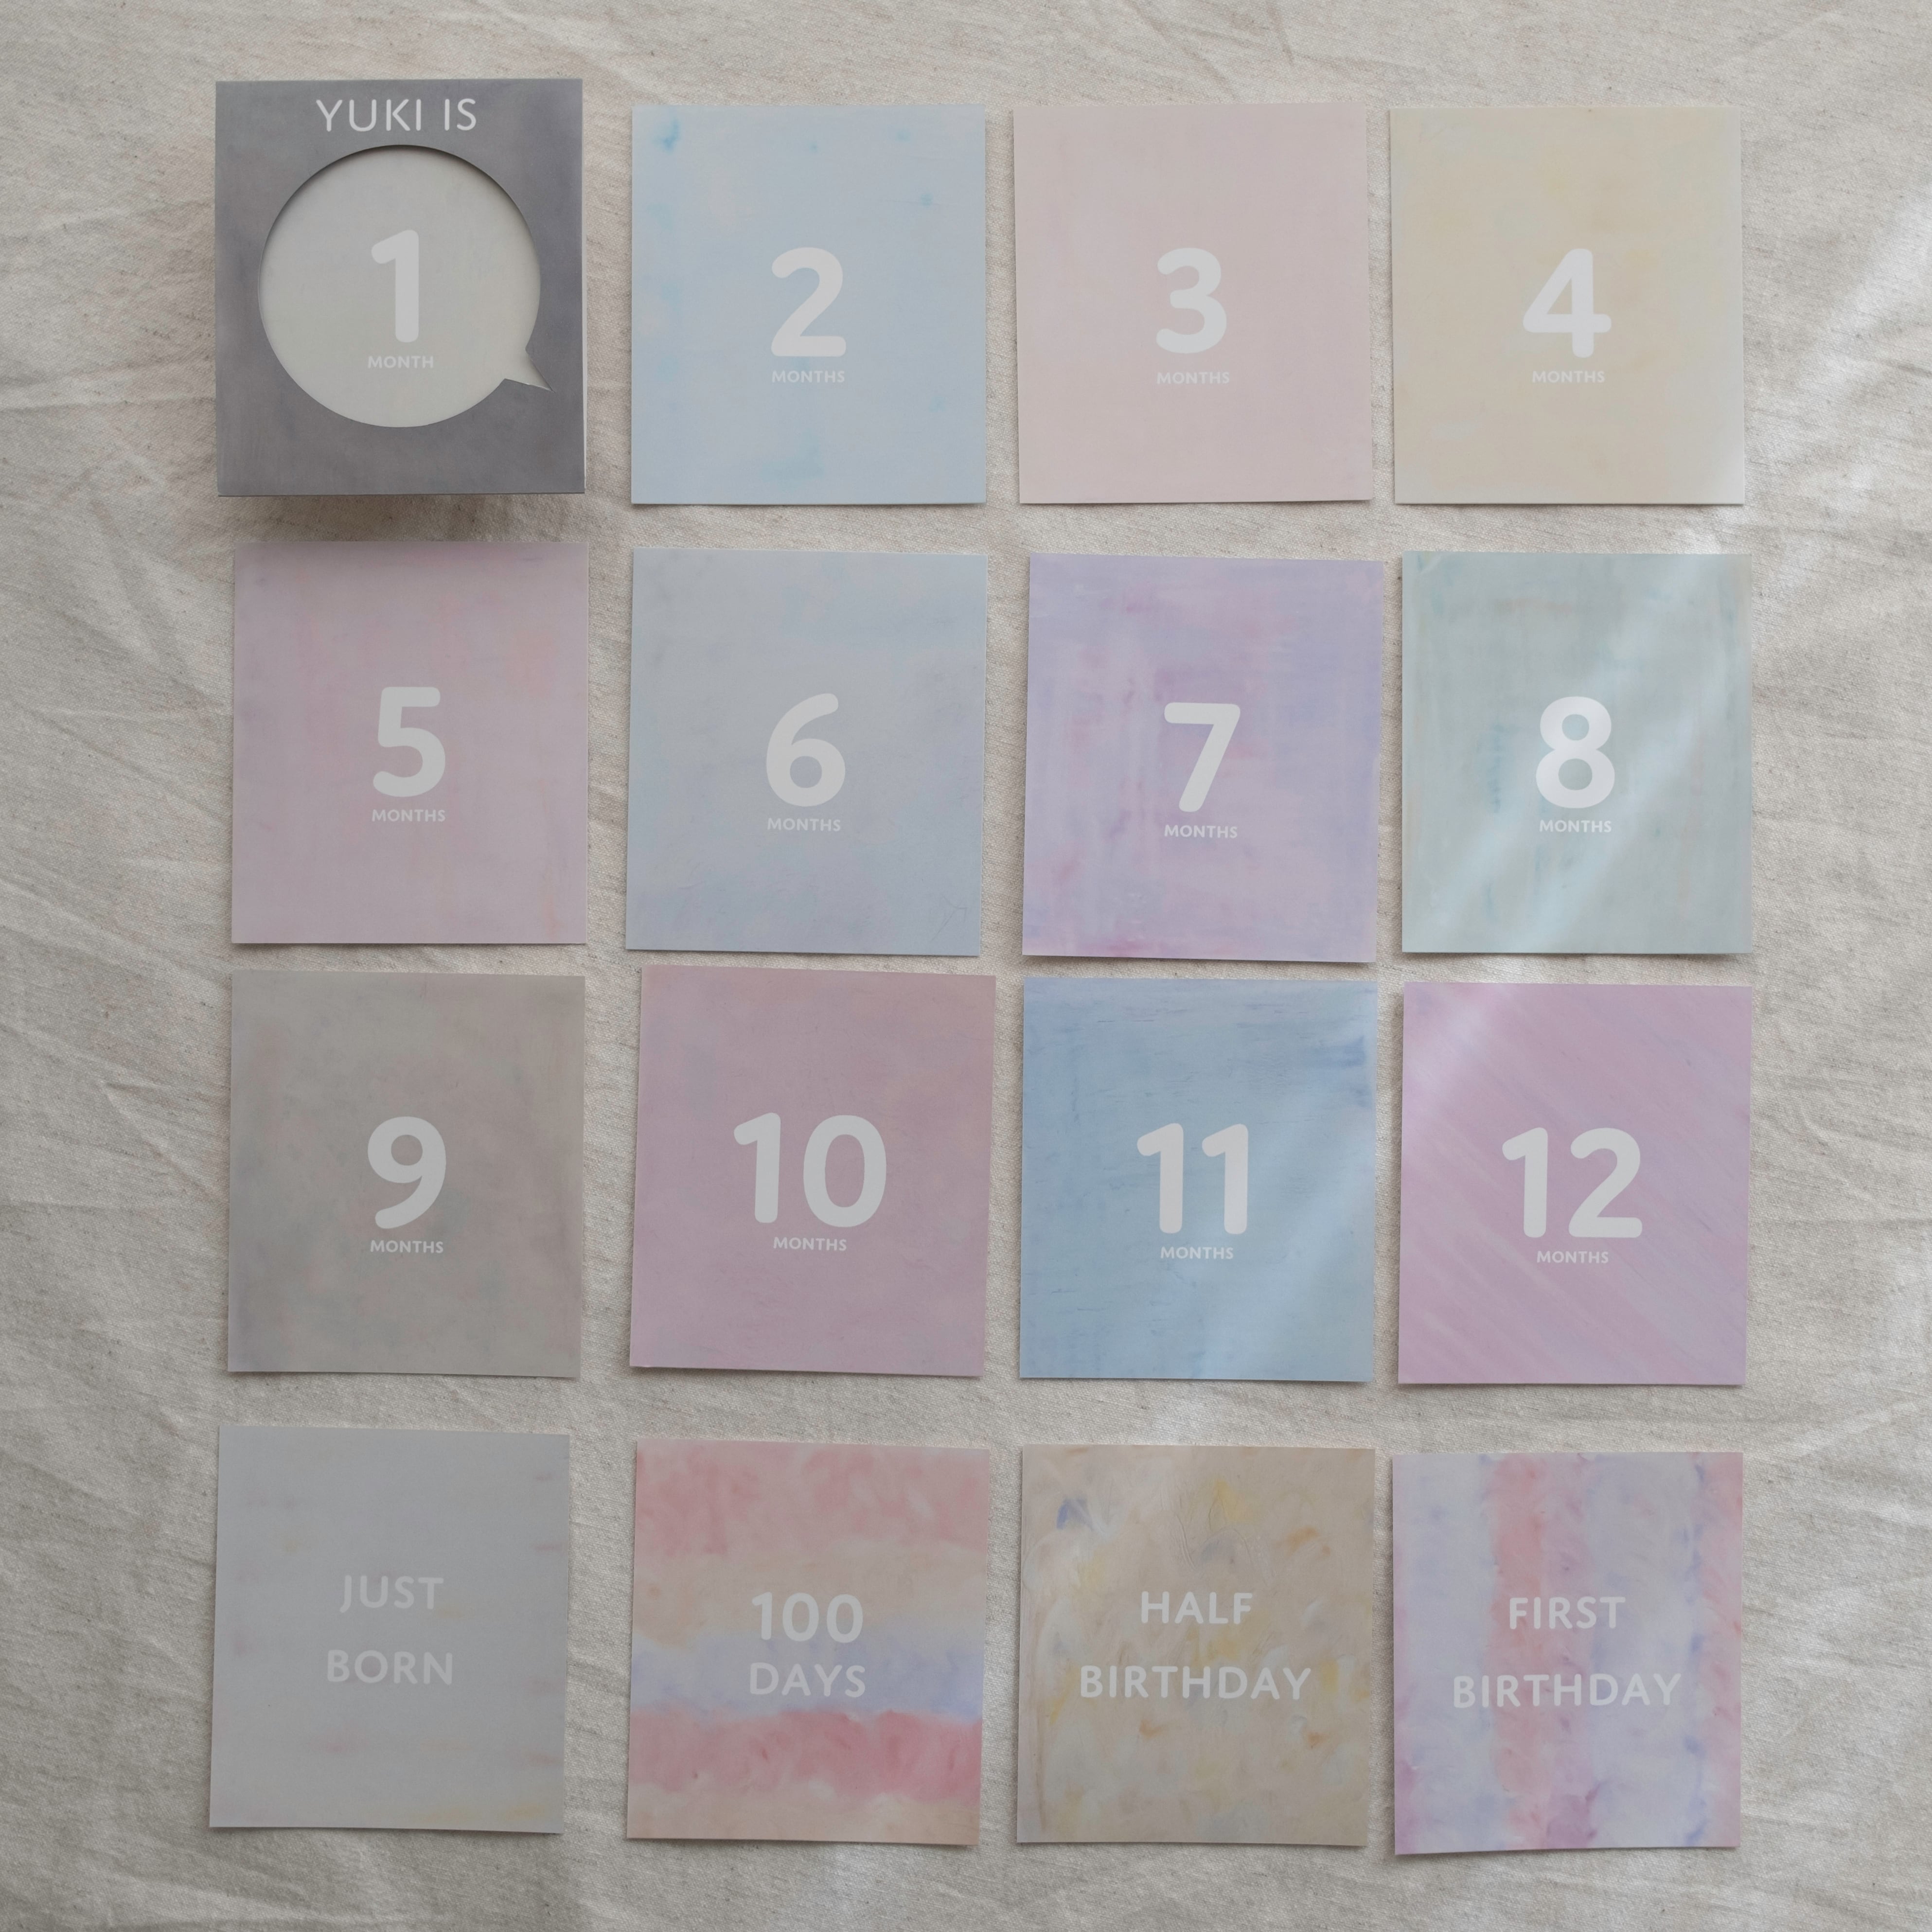 YUKI IS
1
MONTH
2
MONTHS
3
MONTHS
4
MONTHS
5
MONTHS
6
MONTHS
7
MONTHS
8
MONTHS
9
MONTHS
10
MONTHS
11
MONTHS
12
MONTHS
JUST
BORN
100
DAYS
HALF
BIRTHDAY
FIRST
BIRTHDAY